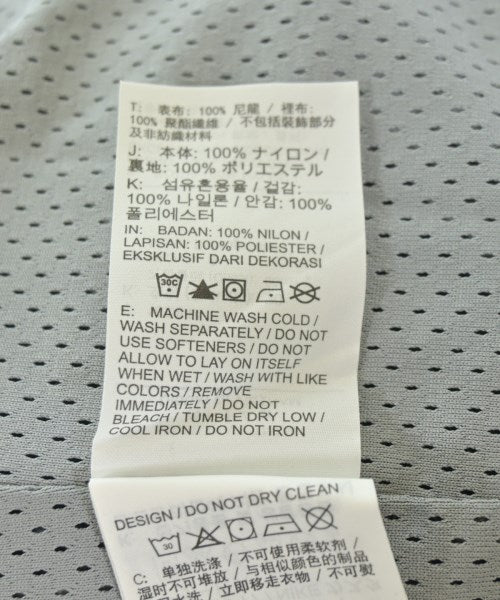 T: 表布: 100% 尼龍 / 裡布:
100% 聚酯纖維 / 不包括裝飾部分
及非紡織材料
J: 本体: 100% ナイロン /
裏地: 100% ポリエステル
K: 섬유혼용율 / 겉감:
100% 나일론 / 안감: 100%
폴리에스터
IN: BADAN: 100% NILON /
LAPISAN: 100% POLIESTER /
EKSKLUSIF DARI DEKORASI
30C
E: MACHINE WASH COLD /
WASH SEPARATELY / DO NOT
USE SOFTENERS / DO NOT
ALLOW TO LAY ON ITSELF
WHEN WET / WASH WITH LIKE
COLORS / REMOVE
IMMEDIATELY / DO NOT
BLEACH / TUMBLE DRY LOW /
COOL IRON / DO NOT IRON
DESIGN / DO NOT DRY CLEAN
30
C: 单独洗涤 / 不可使用柔软剂 /
湿时不可堆放 / 与相似颜色的制品
洗 / 立即移走衣物 / 不可熨